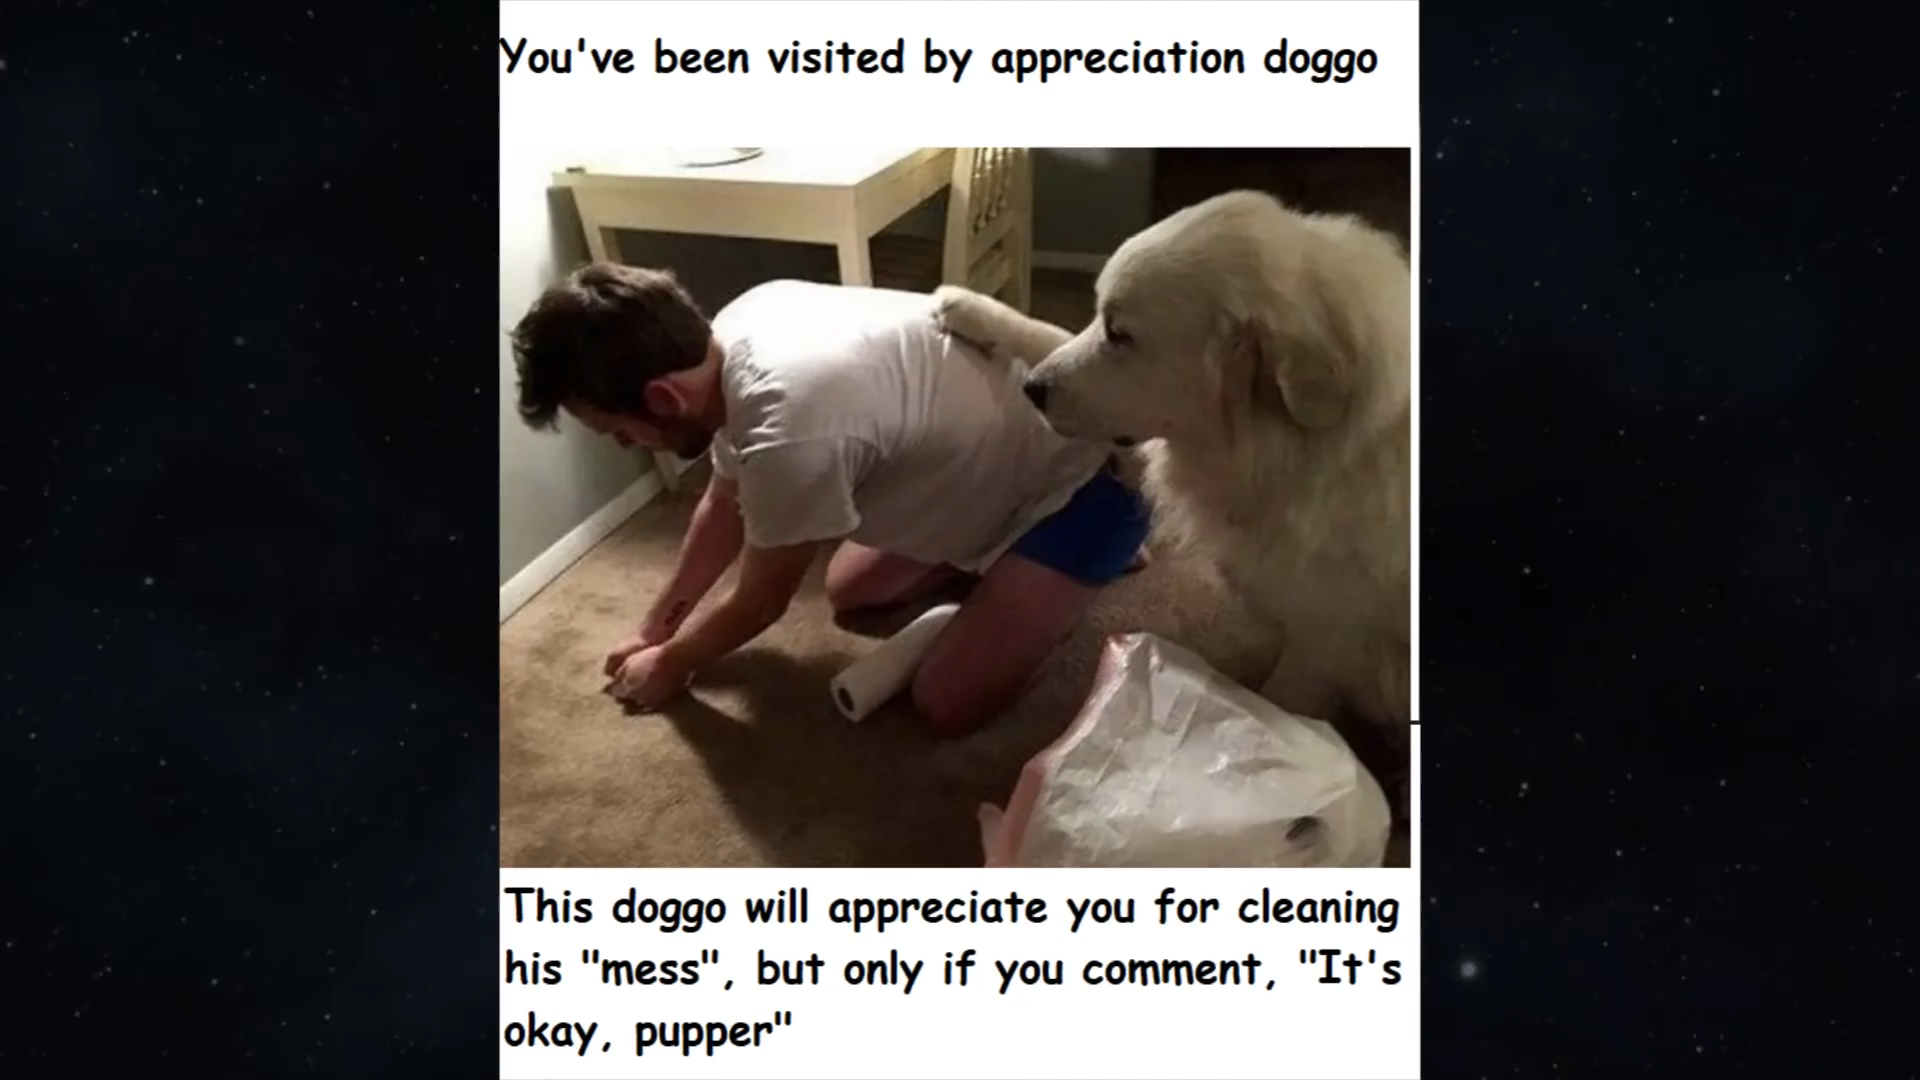 You've been visited by appreciation doggo
This doggo will appreciate you for cleaning
his "mess", but only if you comment, "It's
okay, pupper"